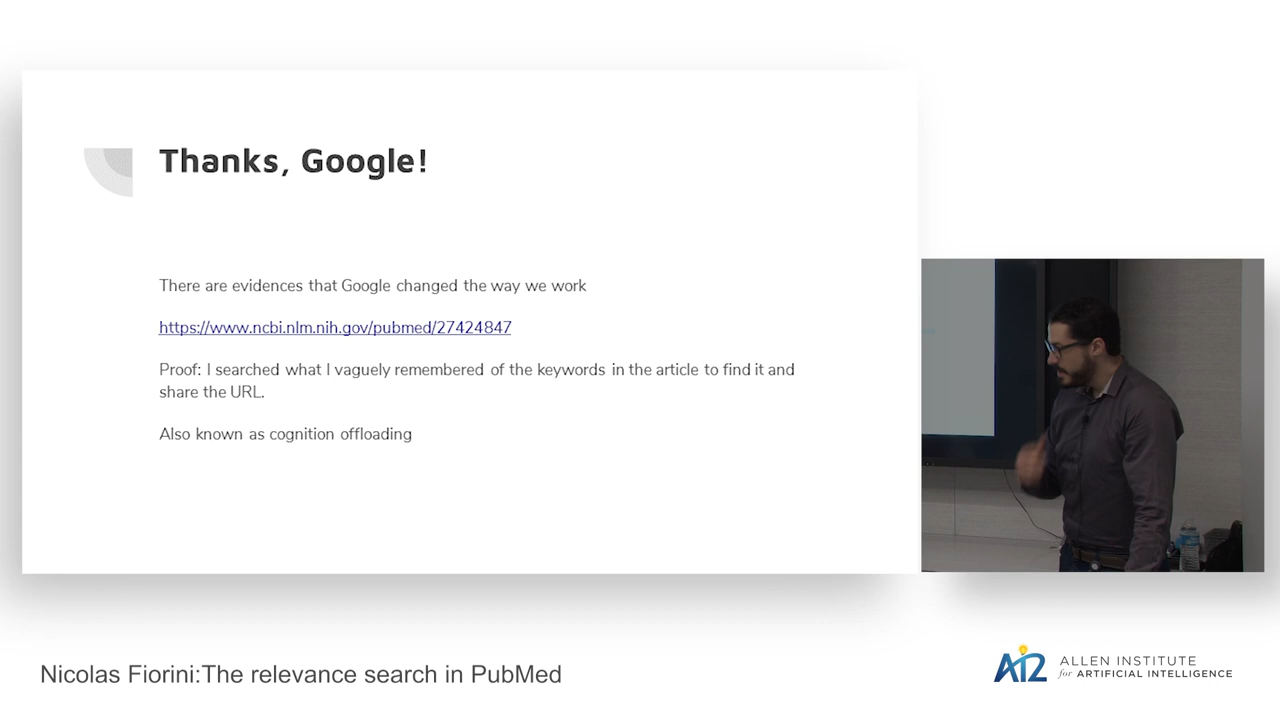 Thanks, Google!
There are evidences that Google changed the way we work
https://www.ncbi.nlm.nih.gov/pubmed/27424847
Proof: I searched what I vaguely remembered of the keywords in the article to find it and
share the URL.
Also known as cognition offloading
Nicolas Fiorini:The relevance search in PubMed
AI2
ALLEN INSTITUTE
for ARTIFICIAL INTELLIGENCE